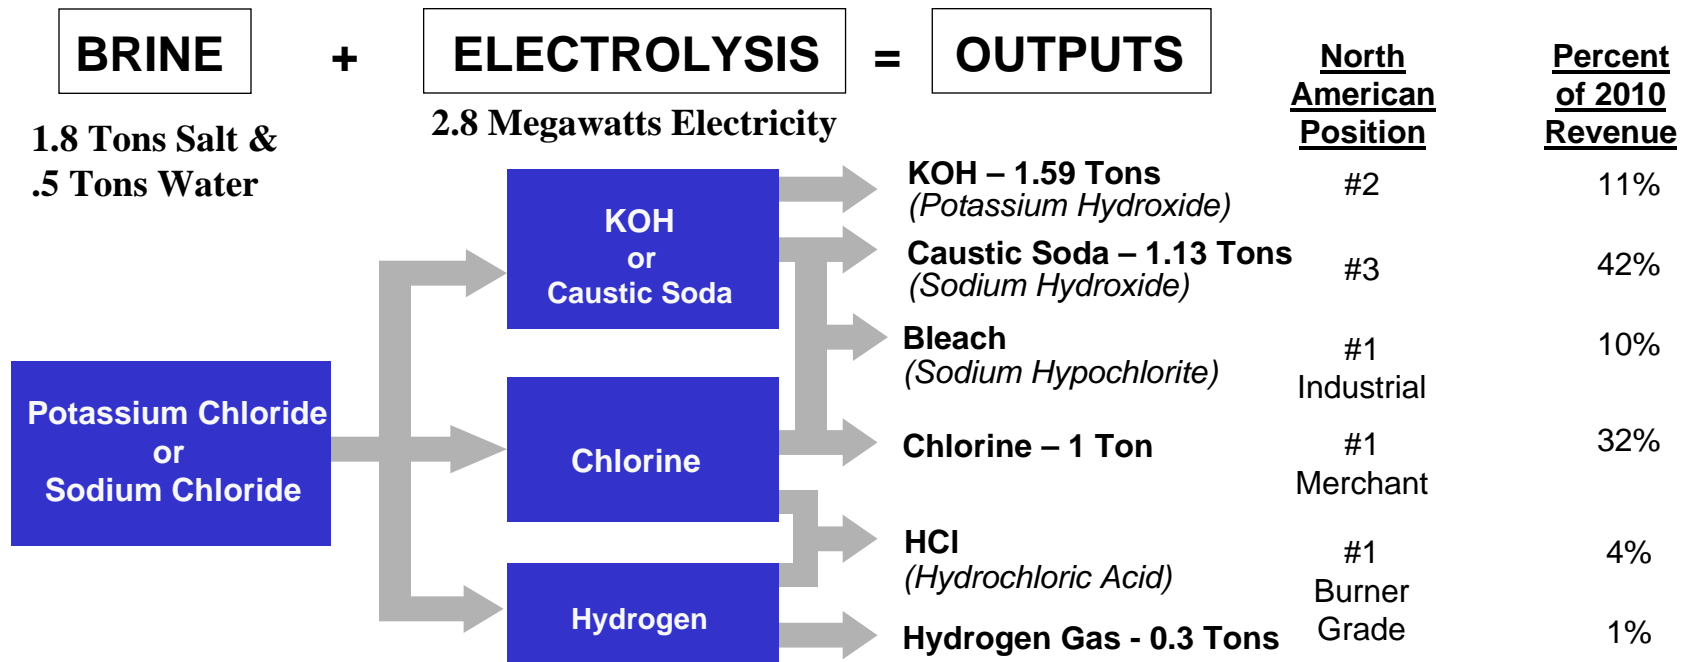 BRINE + ELECTROLYSIS = OUTPUTS
1.8 Tons Salt &
.5 Tons Water
2.8 Megawatts Electricity
North
American
Position
Percent
of 2010
Revenue
Potassium Chloride
or
Sodium Chloride
KOH
or
Caustic Soda
Chlorine
Hydrogen
KOH – 1.59 Tons
(Potassium Hydroxide)
#2
11%
Caustic Soda – 1.13 Tons
(Sodium Hydroxide)
#3
42%
Bleach
(Sodium Hypochlorite)
#1
Industrial
10%
Chlorine – 1 Ton
#1
Merchant
32%
HCl
(Hydrochloric Acid)
#1
Burner
Grade
4%
Hydrogen Gas - 0.3 Tons
1%